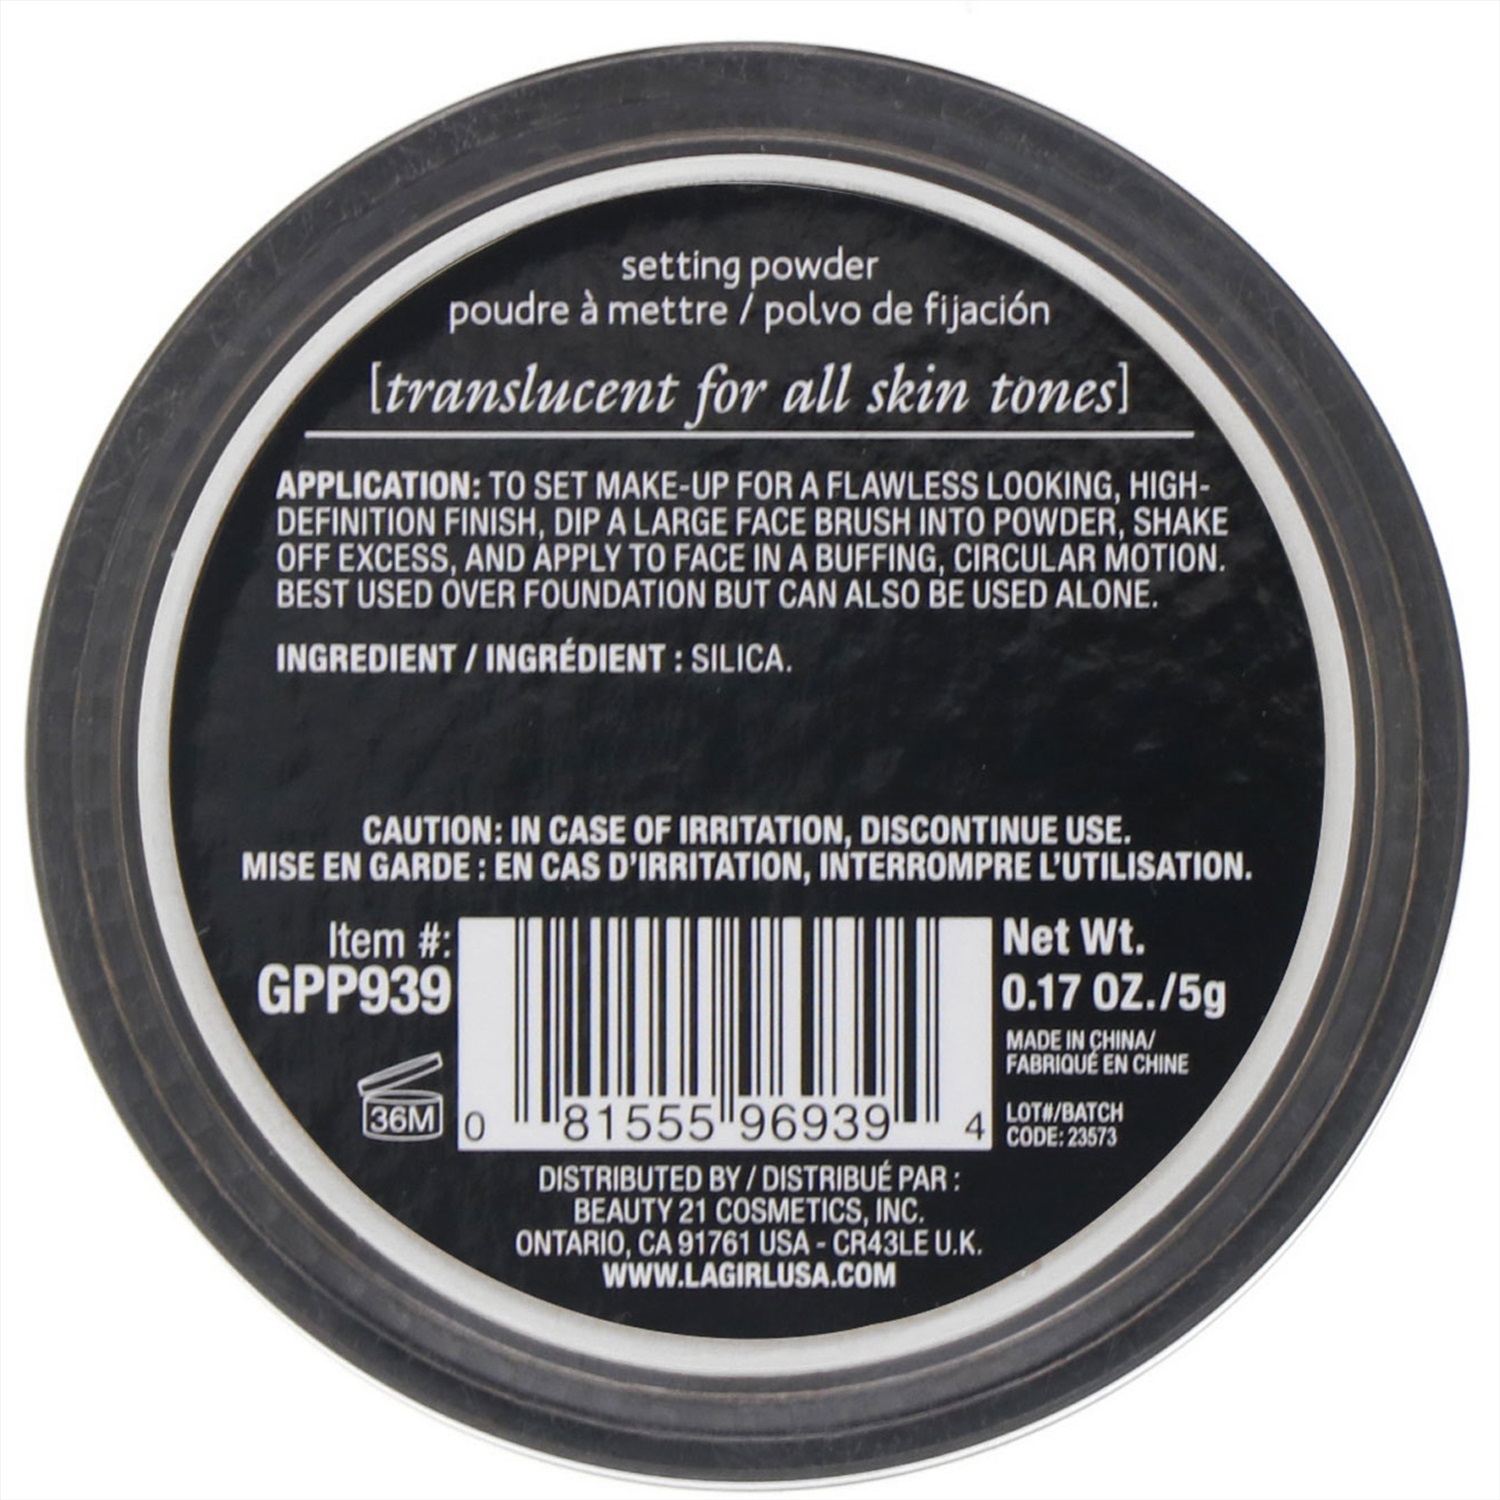 setting powder
poudre à mettre / polvo de fijación
[translucent for all skin tones]
APPLICATION: TO SET MAKE-UP FOR A FLAWLESS LOOKING, HIGH-
DEFINITION FINISH, DIP A LARGE FACE BRUSH INTO POWDER, SHAKE
OFF EXCESS, AND APPLY TO FACE IN A BUFFING, CIRCULAR MOTION.
BEST USED OVER FOUNDATION BUT CAN ALSO BE USED ALONE.
INGREDIENT / INGRÉDIENT : SILICA.
CAUTION: IN CASE OF IRRITATION, DISCONTINUE USE.
MISE EN GARDE : EN CAS D'IRRITATION, INTERROMPRE L'UTILISATION.
Item #:
GPP939
36M
0 81555 96939 4
Net Wt.
0.17 OZ./5g
MADE IN CHINA/
FABRIQUÉ EN CHINE
LOT#/BATCH
CODE: 23573
DISTRIBUTED BY / DISTRIBUÉ PAR :
BEAUTY 21 COSMETICS, INC.
ONTARIO, CA 91761 USA - CR43LE U.K.
WWW.LAGIRLUSA.COM